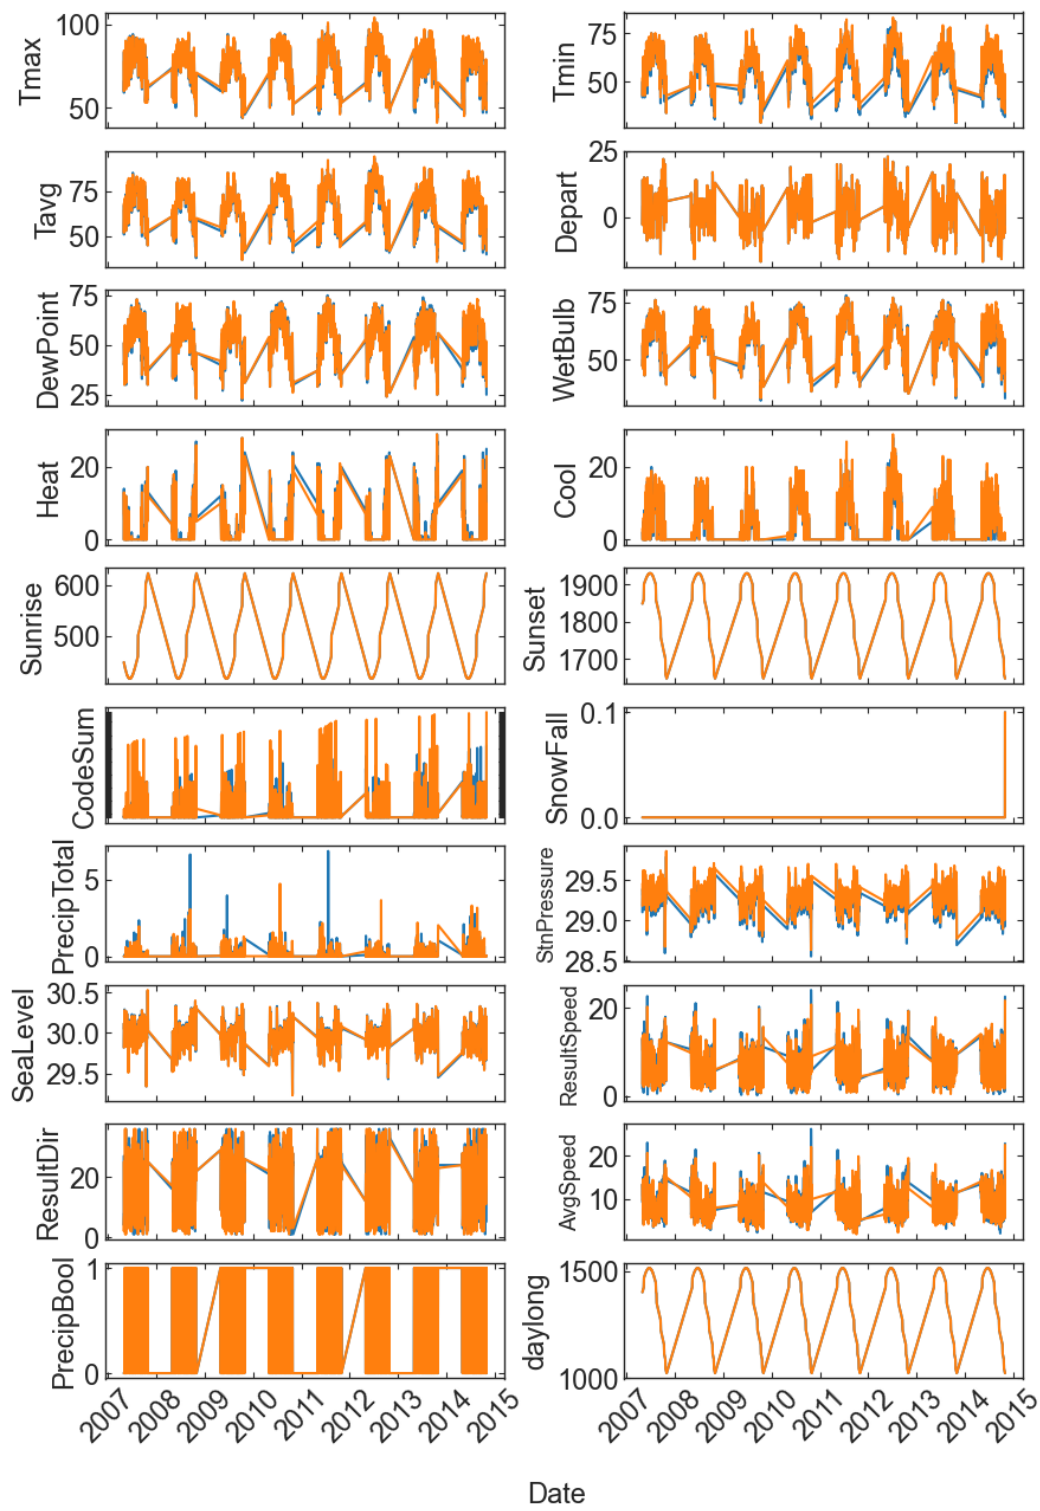 Tmax
100
50
Tmin
75
50
Tavg
75
50
Depart
25
0
DewPoint
75
50
25
WetBulb
75
50
Heat
20
0
Cool
20
0
Sunrise
600
500
Sunset
1900
1800
1700
CodeSum
SnowFall
0.1
0.0
PrecipTotal
5
0
StnPressure
29.5
29.0
28.5
SeaLevel
30.5
30.0
29.5
ResultSpeed
20
0
ResultDir
20
0
AvgSpeed
20
10
PrecipBool
1
0
daylong
1500
1000
2007 2008 2009 2010 2011 2012 2013 2014 2015
2007 2008 2009 2010 2011 2012 2013 2014 2015
Date